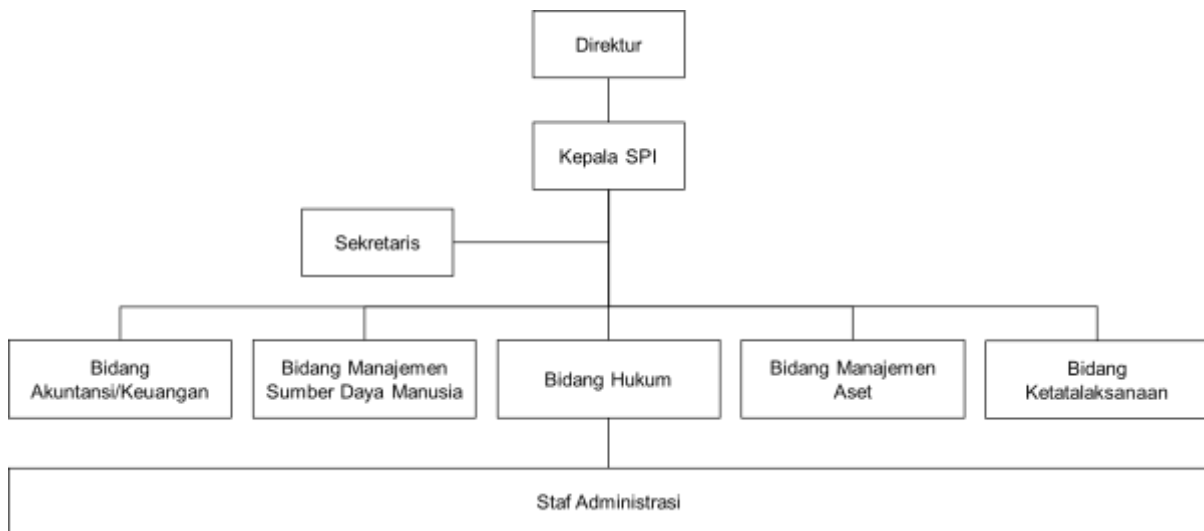 Direktur
Kepala SPI
Sekretaris
Bidang
Akuntansi/Keuangan
Bidang Manajemen
Sumber Daya Manusia
Bidang Hukum
Bidang Manajemen
Aset
Bidang
Ketatalaksanaan
Staf Administrasi